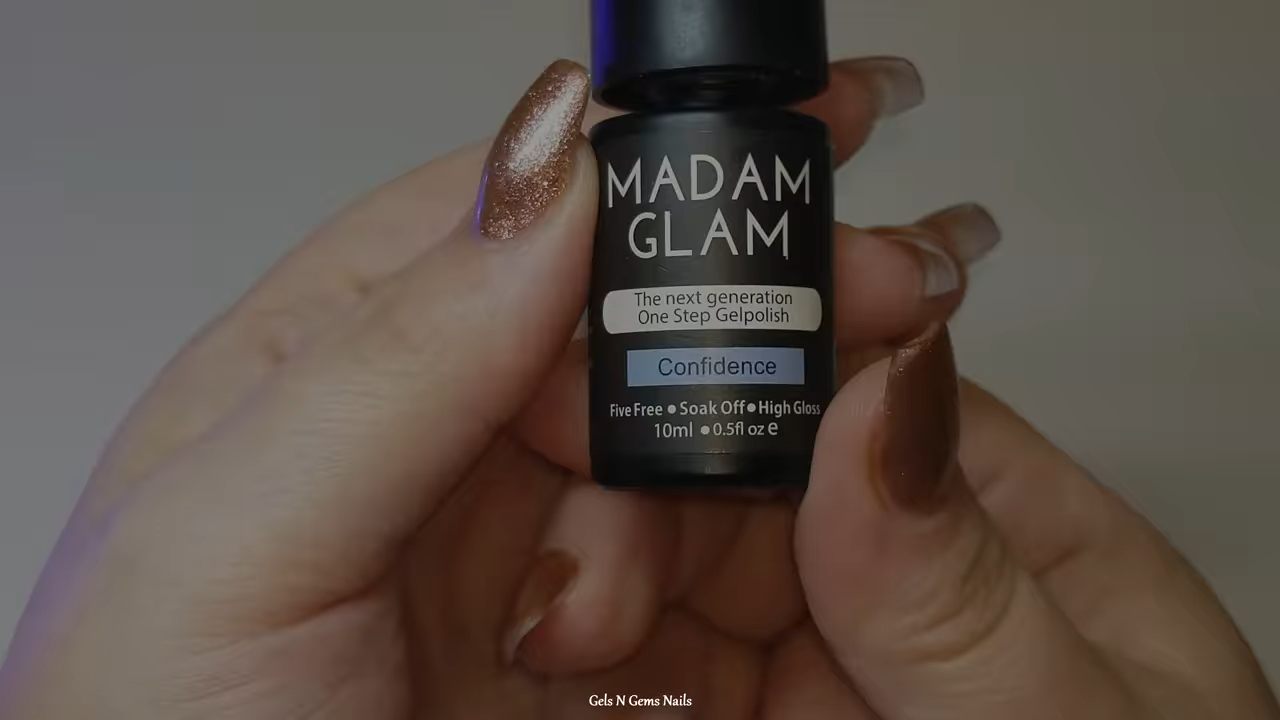 MADAM
GLAM
The next generation
One Step Gelpolish
Confidence
Five Free ● Soak Off ● High Gloss
10ml ● 0.5fl oz e
Gels N Gems Nails